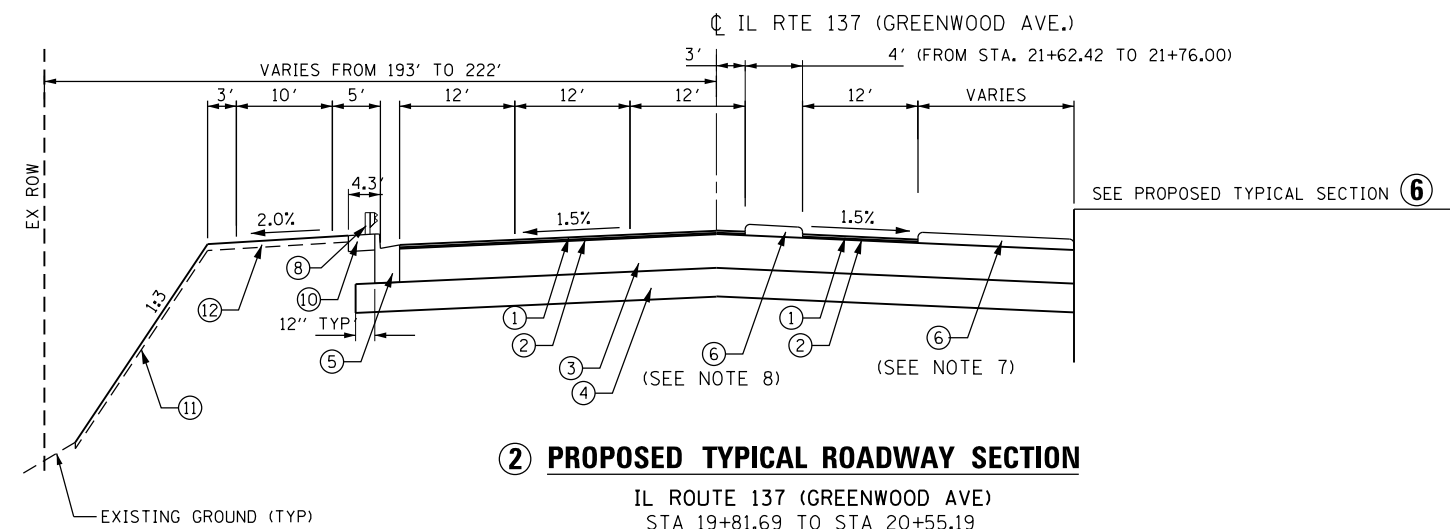 ℄ IL RTE 137 (GREENWOOD AVE.)
3' 4' (FROM STA. 21+62.42 TO 21+76.00)
VARIES FROM 193' TO 222'
3' 10' 5' 12' 12' 12' 12' VARIES
EX ROW
4.3'
SEE PROPOSED TYPICAL SECTION 6
2.0% 1.5% 1.5%
8
10
12
1:3
12" TYP
1
2
1
2
5
3
4
6
(SEE NOTE 8)
6
(SEE NOTE 7)
11
2 PROPOSED TYPICAL ROADWAY SECTION
IL ROUTE 137 (GREENWOOD AVE)
STA 19+81.69 TO STA 20+55.19
EXISTING GROUND (TYP)